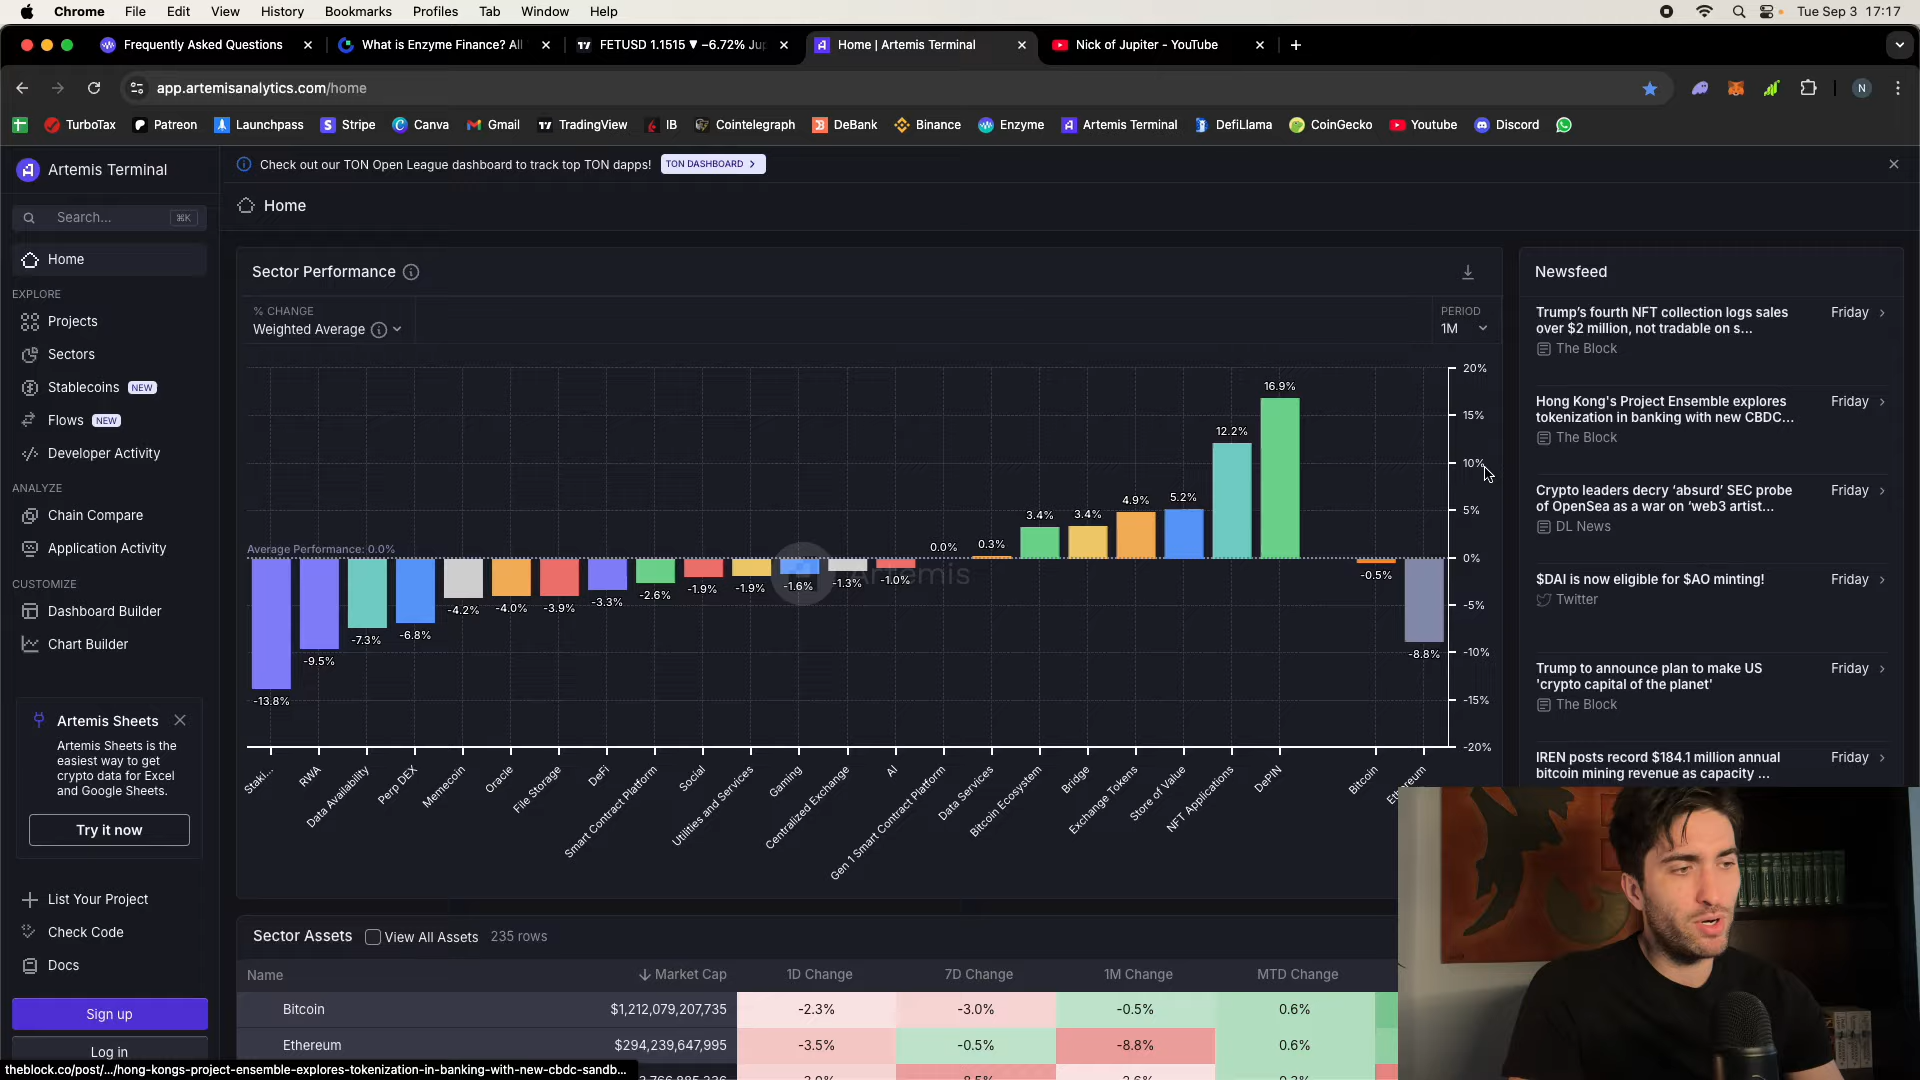 Chrome File Edit View History Bookmarks Profiles Tab Window Help Tue Sep 3 17:17
Frequently Asked Questions
What is Enzyme Finance? All
FETUSD 1.1515 ▼ −6.72% Ju
Home | Artemis Terminal
Nick of Jupiter - YouTube
app.artemisanalytics.com/home
N
TurboTax Patreon Launchpass Stripe Canva Gmail TradingView IB Cointelegraph DeBank Binance Enzyme Artemis Terminal DefiLlama CoinGecko Youtube Discord
Artemis Terminal
Check out our TON Open League dashboard to track top TON dapps! TON DASHBOARD >
Search... ⌘K
Home
EXPLORE
Projects
Sectors
Stablecoins NEW
Flows NEW
Developer Activity
ANALYZE
Chain Compare
Application Activity
CUSTOMIZE
Dashboard Builder
Chart Builder
Artemis Sheets
Artemis Sheets is the
easiest way to get
crypto data for Excel
and Google Sheets.
Try it now
List Your Project
Check Code
Docs
Sign up
Log in
theblock.co/post/.../hong-kongs-project-ensemble-explores-tokenization-in-banking-with-new-cbdc-sandb...
Home
Sector Performance
% CHANGE
Weighted Average
PERIOD
1M
20%
15%
10%
5%
0%
-5%
-10%
-15%
-20%
Average Performance: 0.0%
Artemis
-13.8%
-9.5%
-7.3%
-6.8%
-4.2%
-4.0%
-3.9%
-3.3%
-2.6%
-1.9%
-1.9%
-1.6%
-1.3%
-1.0%
0.0%
0.3%
3.4%
3.4%
4.9%
5.2%
12.2%
16.9%
-0.5%
-8.8%
Staki...
RWA
Data Availability
Perp DEX
Memecoin
Oracle
File Storage
DeFi
Smart Contract Platform
Social
Utilities and Services
Gaming
Centralized Exchange
AI
Gen 1 Smart Contract Platform
Data Services
Bitcoin Ecosystem
Bridge
Exchange Tokens
Store of Value
NFT Applications
DePIN
Bitcoin
Ethereum
Sector Assets View All Assets 235 rows
Name Market Cap 1D Change 7D Change 1M Change MTD Change
Bitcoin $1,212,079,207,735 -2.3% -3.0% -0.5% 0.6%
Ethereum $294,239,647,995 -3.5% -0.5% -8.8% 0.6%
Newsfeed
Trump's fourth NFT collection logs sales Friday
over $2 million, not tradable on s...
The Block
Hong Kong's Project Ensemble explores Friday
tokenization in banking with new CBDC...
The Block
Crypto leaders decry ‘absurd’ SEC probe Friday
of OpenSea as a war on ‘web3 artist...
DL News
$DAI is now eligible for $AO minting! Friday
Twitter
Trump to announce plan to make US Friday
'crypto capital of the planet'
The Block
IREN posts record $184.1 million annual Friday
bitcoin mining revenue as capacity ...